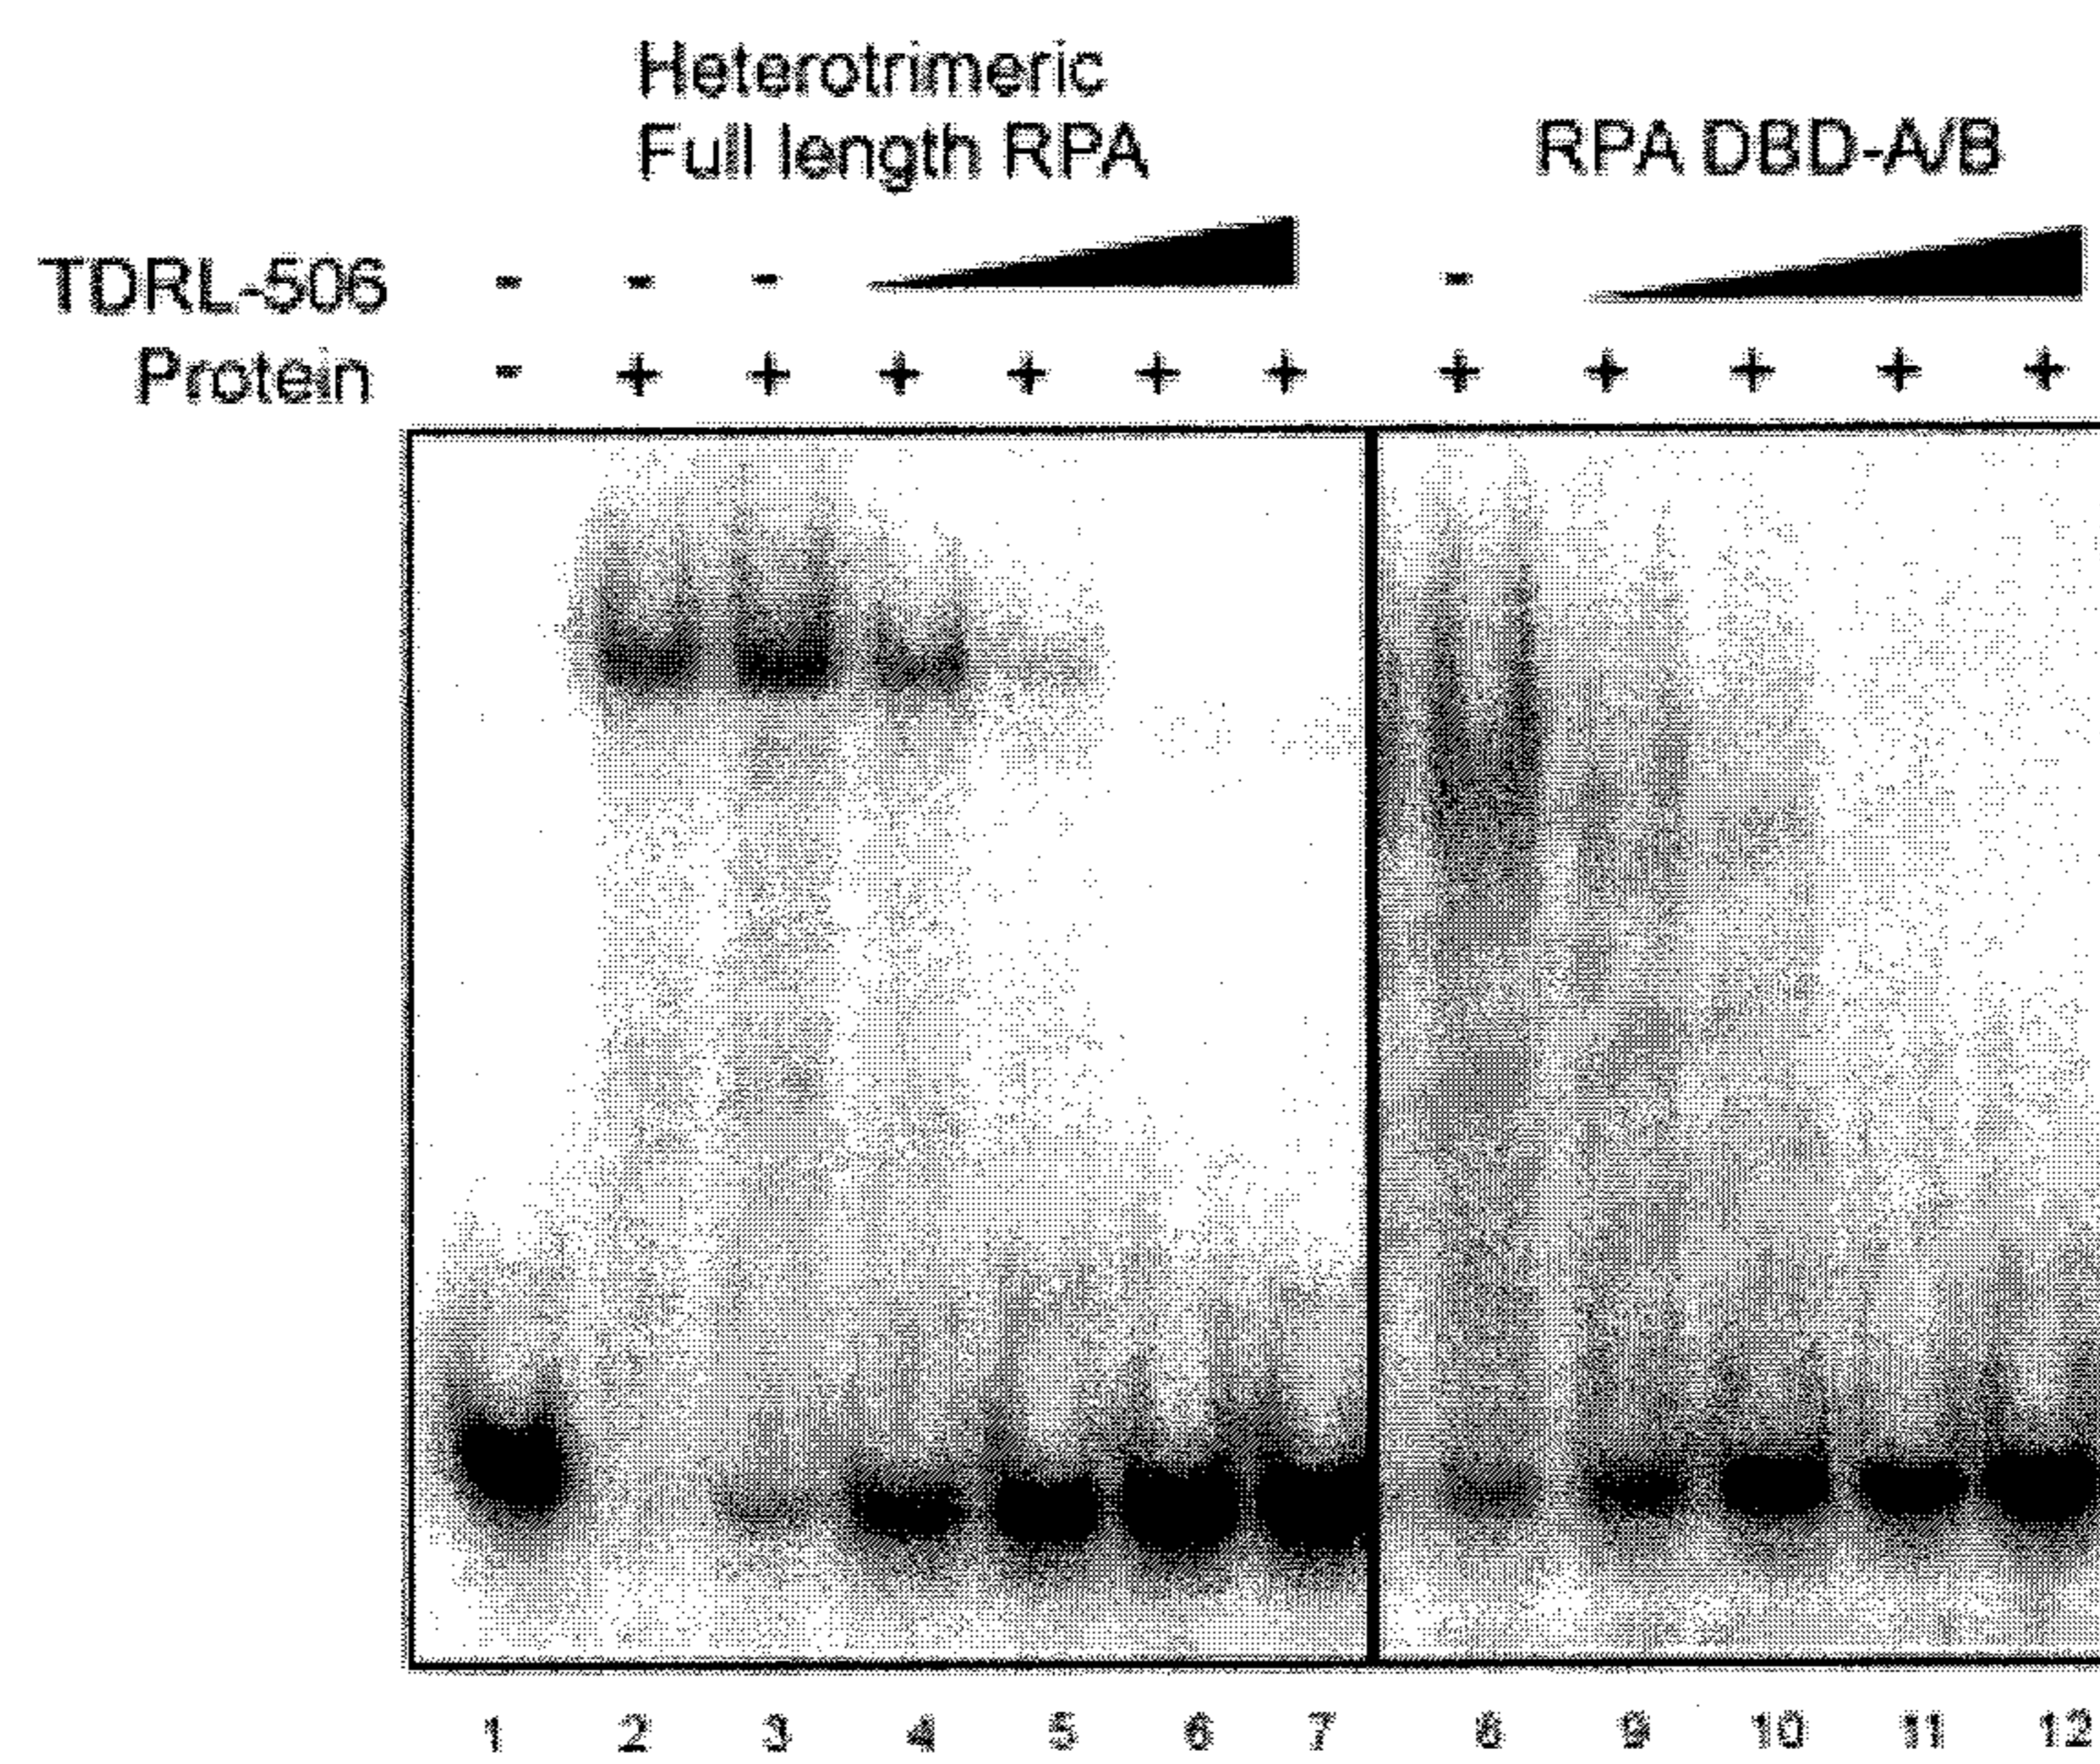 Heterotrimeric
Full length RPA
RPA DBD-A/B
TDRL-506 - - - -
Protein - + + + + + + + + + + +
1 2 3 4 5 6 7 8 9 10 11 12